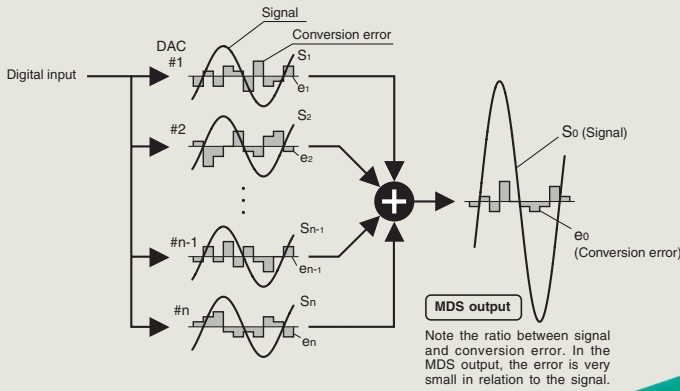 Signal
Conversion error
DAC
#1
S1
Digital input
e1
#2
S2
e2
S0 (Signal)
#n-1
Sn-1
en-1
e0
(Conversion error)
#n
Sn
en
MDS output
Note the ratio between signal
and conversion error. In the
MDS output, the error is very
small in relation to the signal.